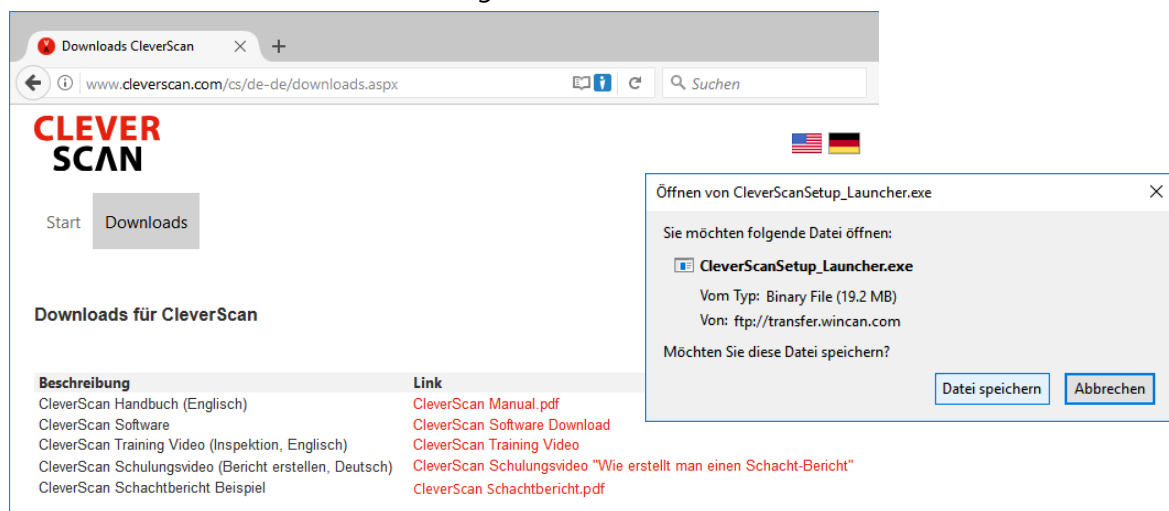 Downloads CleverScan
www.cleverscan.com/cs/de-de/downloads.aspx
Suchen
CLEVER
SCΛN
Start
Downloads
Downloads für CleverScan
Beschreibung Link
CleverScan Handbuch (Englisch) CleverScan Manual.pdf
CleverScan Software CleverScan Software Download
CleverScan Training Video (Inspektion, Englisch) CleverScan Training Video
CleverScan Schulungsvideo (Bericht erstellen, Deutsch) CleverScan Schulungsvideo "Wie erstellt man einen Schacht-Bericht"
CleverScan Schachtbericht Beispiel CleverScan Schachtbericht.pdf
Öffnen von CleverScanSetup_Launcher.exe
Sie möchten folgende Datei öffnen:
CleverScanSetup_Launcher.exe
Vom Typ: Binary File (19.2 MB)
Von: ftp://transfer.wincan.com
Möchten Sie diese Datei speichern?
Datei speichern
Abbrechen